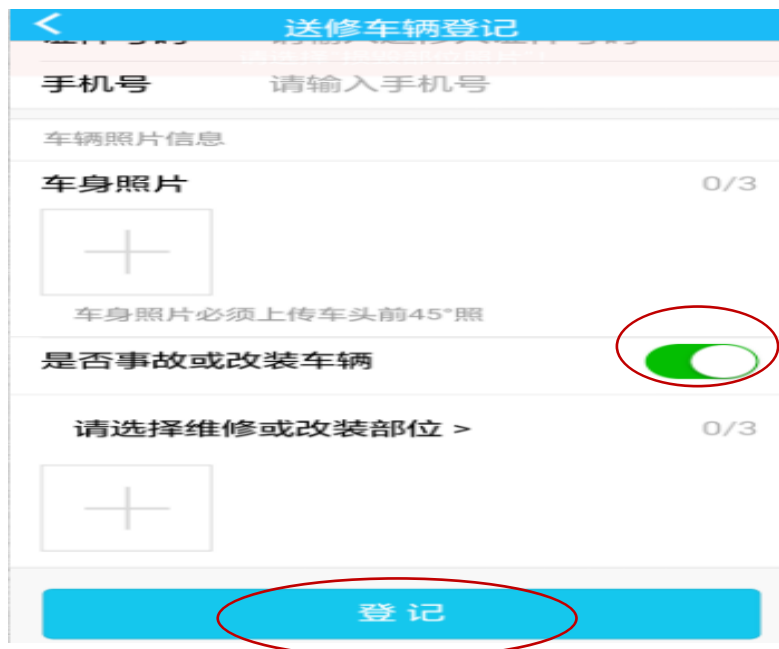 送修车辆登记
手机号 请输入手机号
车辆照片信息
车身照片 0/3
车身照片必须上传车头前45°照
是否事故或改装车辆
请选择维修或改装部位 > 0/3
登 记